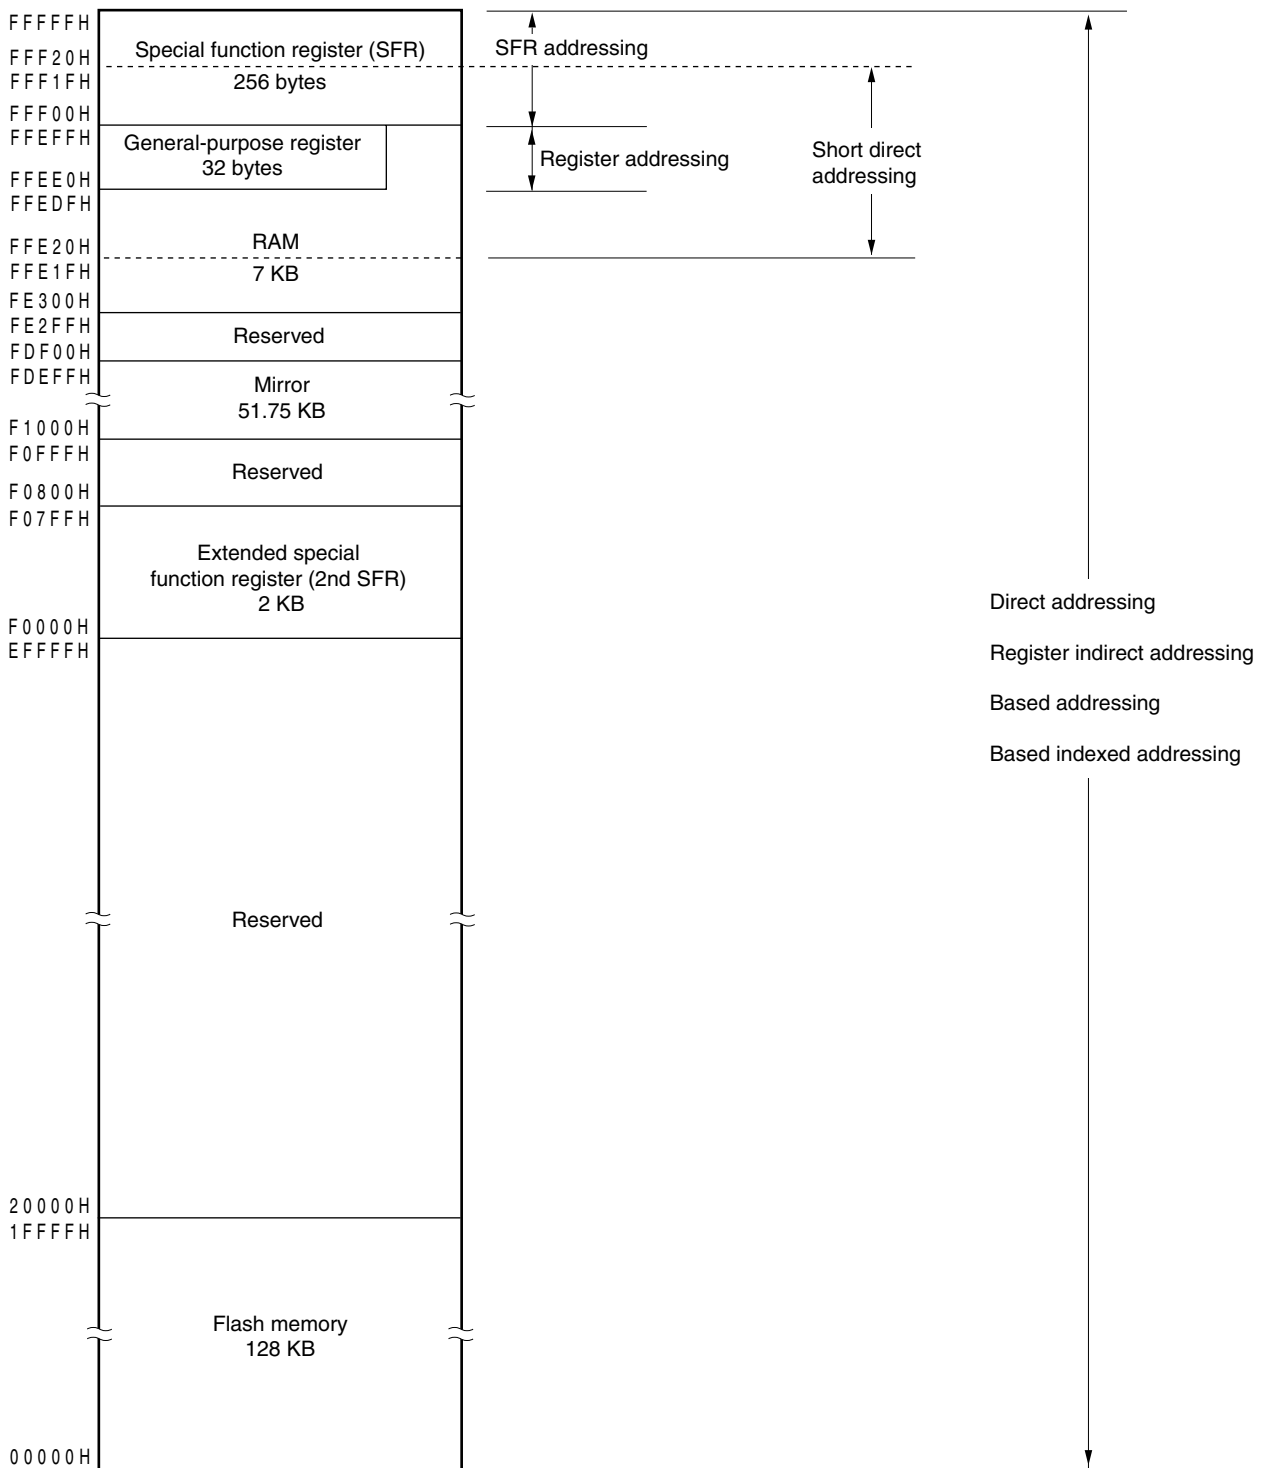 FFFFFH
Special function register (SFR)
SFR addressing
FFF20H
FFF1FH
256 bytes
FFF00H
FFEFFH
General-purpose register
32 bytes
Register addressing
Short direct
addressing
FFEE0H
FFEDFH
FFE20H
RAM
FFE1FH
7 KB
FE300H
FE2FFH
Reserved
FDF00H
FDEFFH
Mirror
51.75 KB
F1000H
F0FFFH
Reserved
F0800H
F07FFH
Extended special
function register (2nd SFR)
2 KB
F0000H
EFFFFH
Direct addressing
Register indirect addressing
Based addressing
Based indexed addressing
Reserved
20000H
1FFFFH
Flash memory
128 KB
00000H